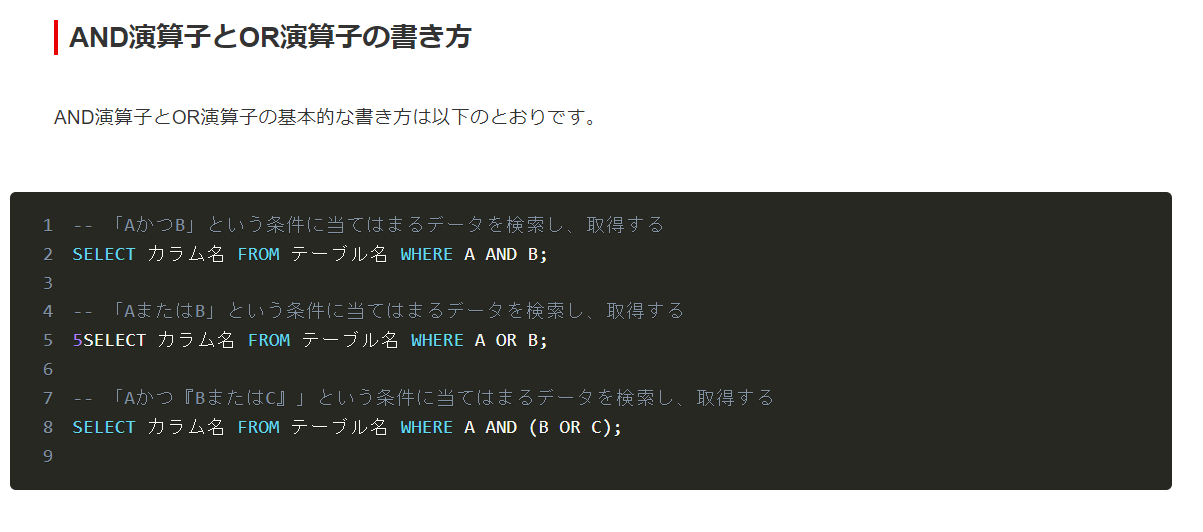 AND演算子とOR演算子の書き方
AND演算子とOR演算子の基本的な書き方は以下のとおりです。
1 -- 「AかつB」という条件に当てはまるデータを検索し、取得する
2 SELECT カラム名 FROM テーブル名 WHERE A AND B;
3
4 -- 「AまたはB」という条件に当てはまるデータを検索し、取得する
5 5SELECT カラム名 FROM テーブル名 WHERE A OR B;
6
7 -- 「Aかつ『BまたはC』」という条件に当てはまるデータを検索し、取得する
8 SELECT カラム名 FROM テーブル名 WHERE A AND (B OR C);
9